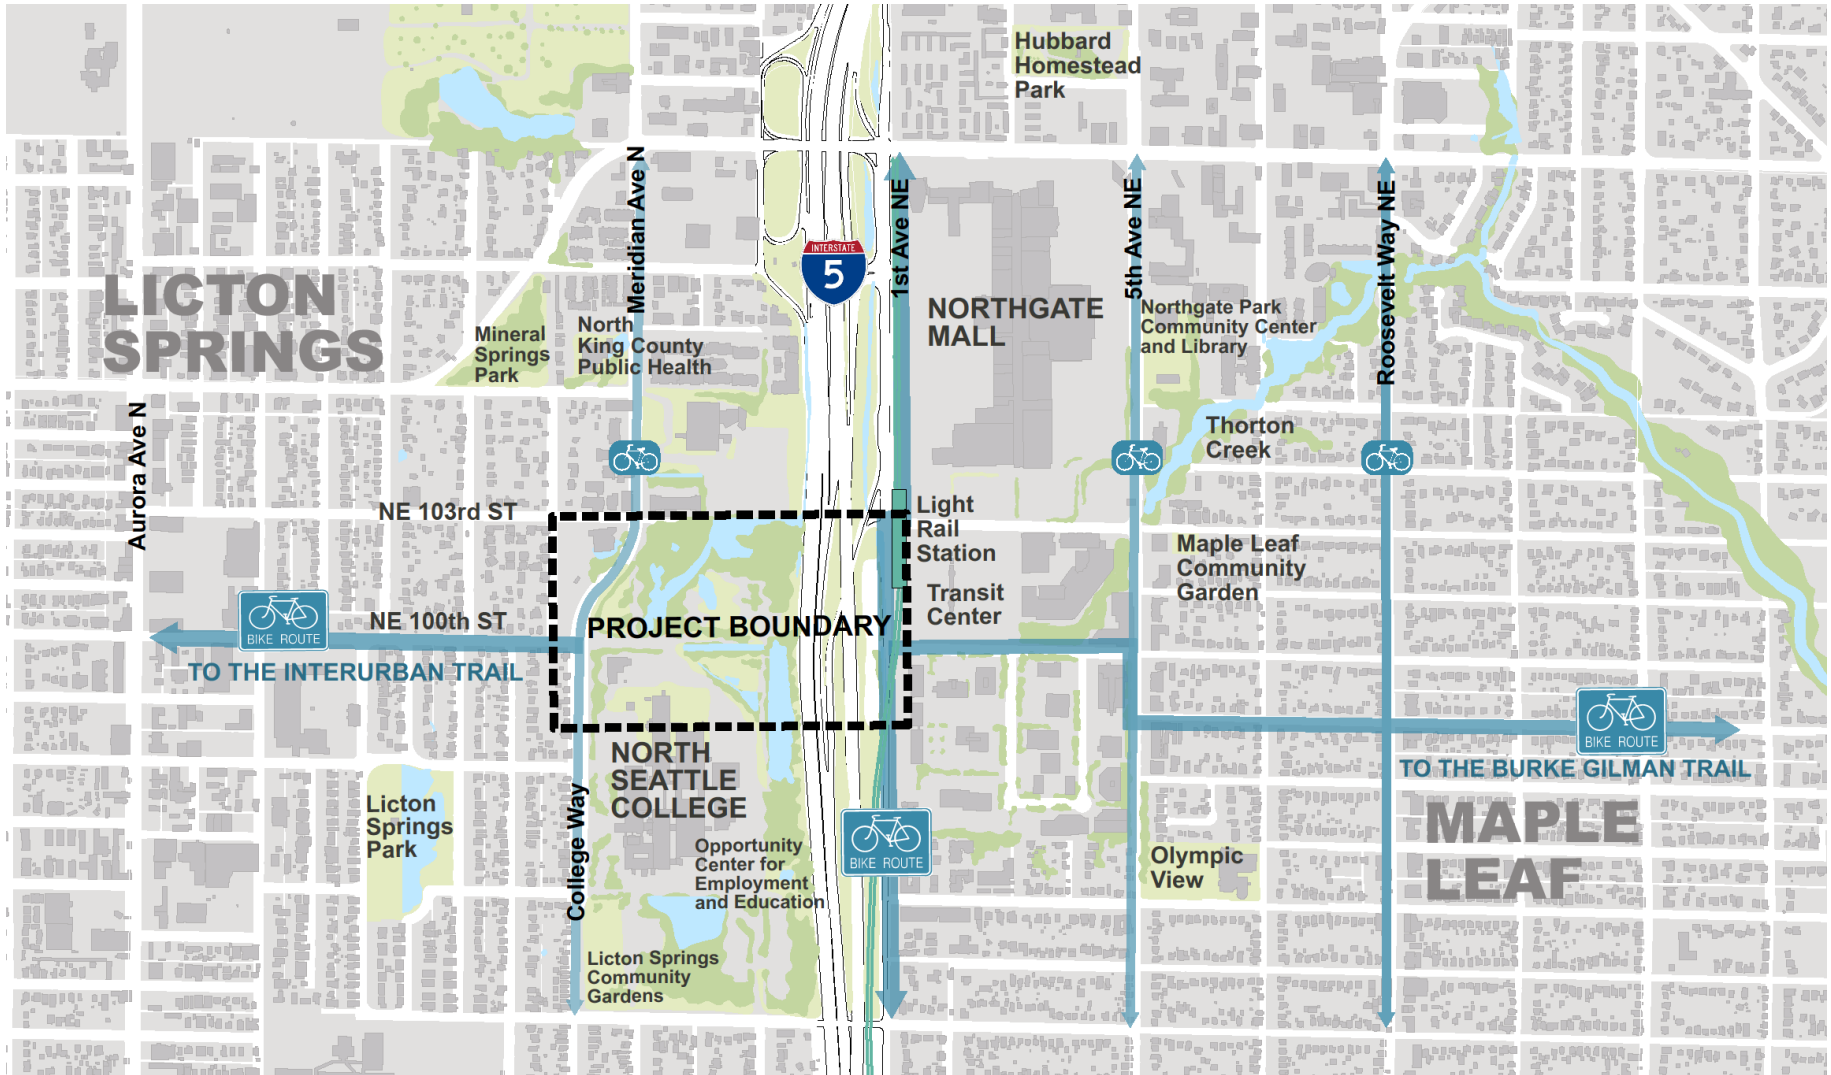 Hubbard
Homestead
Park
Meridian Ave N
1st Ave NE
5th Ave NE
Roosevelt Way NE
INTERSTATE
5
LICTON
SPRINGS
Mineral
Springs
Park
North
King County
Public Health
NORTHGATE
MALL
Northgate Park
Community Center
and Library
Thorton
Creek
Aurora Ave N
NE 103rd ST
Light
Rail
Station
Transit
Center
Maple Leaf
Community
Garden
BIKE ROUTE
NE 100th ST
TO THE INTERURBAN TRAIL
PROJECT BOUNDARY
BIKE ROUTE
TO THE BURKE GILMAN TRAIL
NORTH
SEATTLE
COLLEGE
College Way
Licton
Springs
Park
Opportunity
Center for
Employment
and Education
BIKE ROUTE
Olympic
View
MAPLE
LEAF
Licton Springs
Community
Gardens